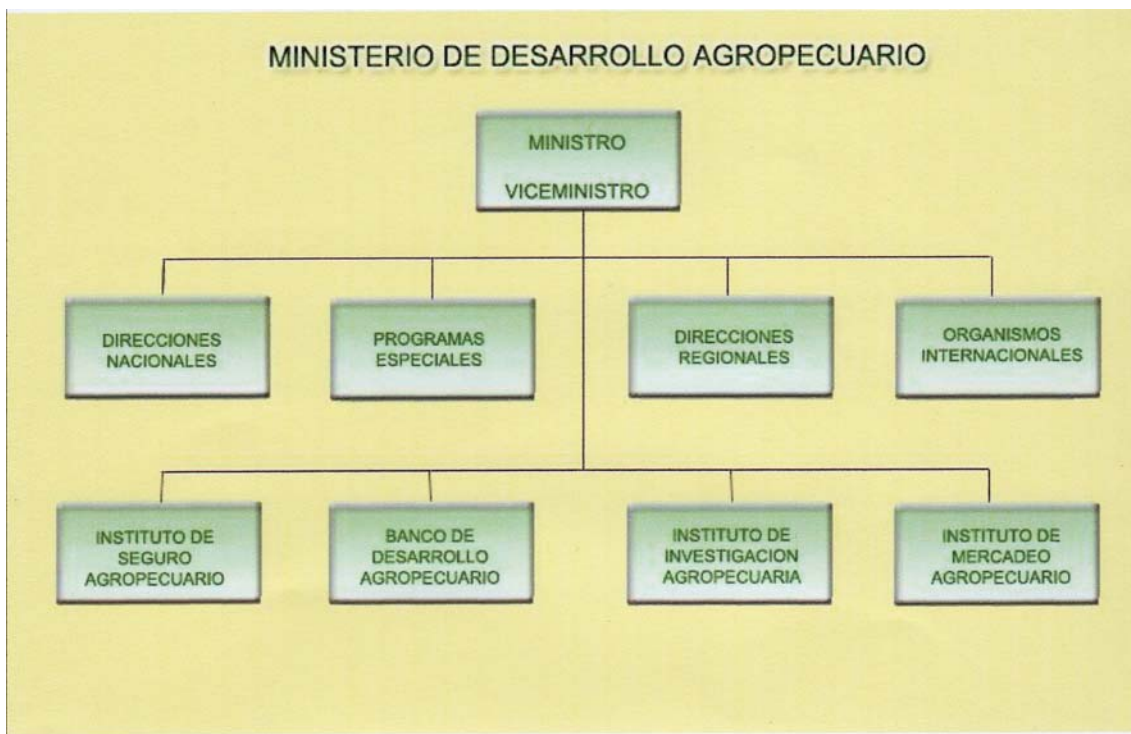 MINISTERIO DE DESARROLLO AGROPECUARIO
MINISTRO
VICEMINISTRO
DIRECCIONES
NACIONALES
PROGRAMAS
ESPECIALES
DIRECCIONES
REGIONALES
ORGANISMOS
INTERNACIONALES
INSTITUTO DE
SEGURO
AGROPECUARIO
BANCO DE
DESARROLLO
AGROPECUARIO
INSTITUTO DE
INVESTIGACION
AGROPECUARIA
INSTITUTO DE
MERCADEO
AGROPECUARIO